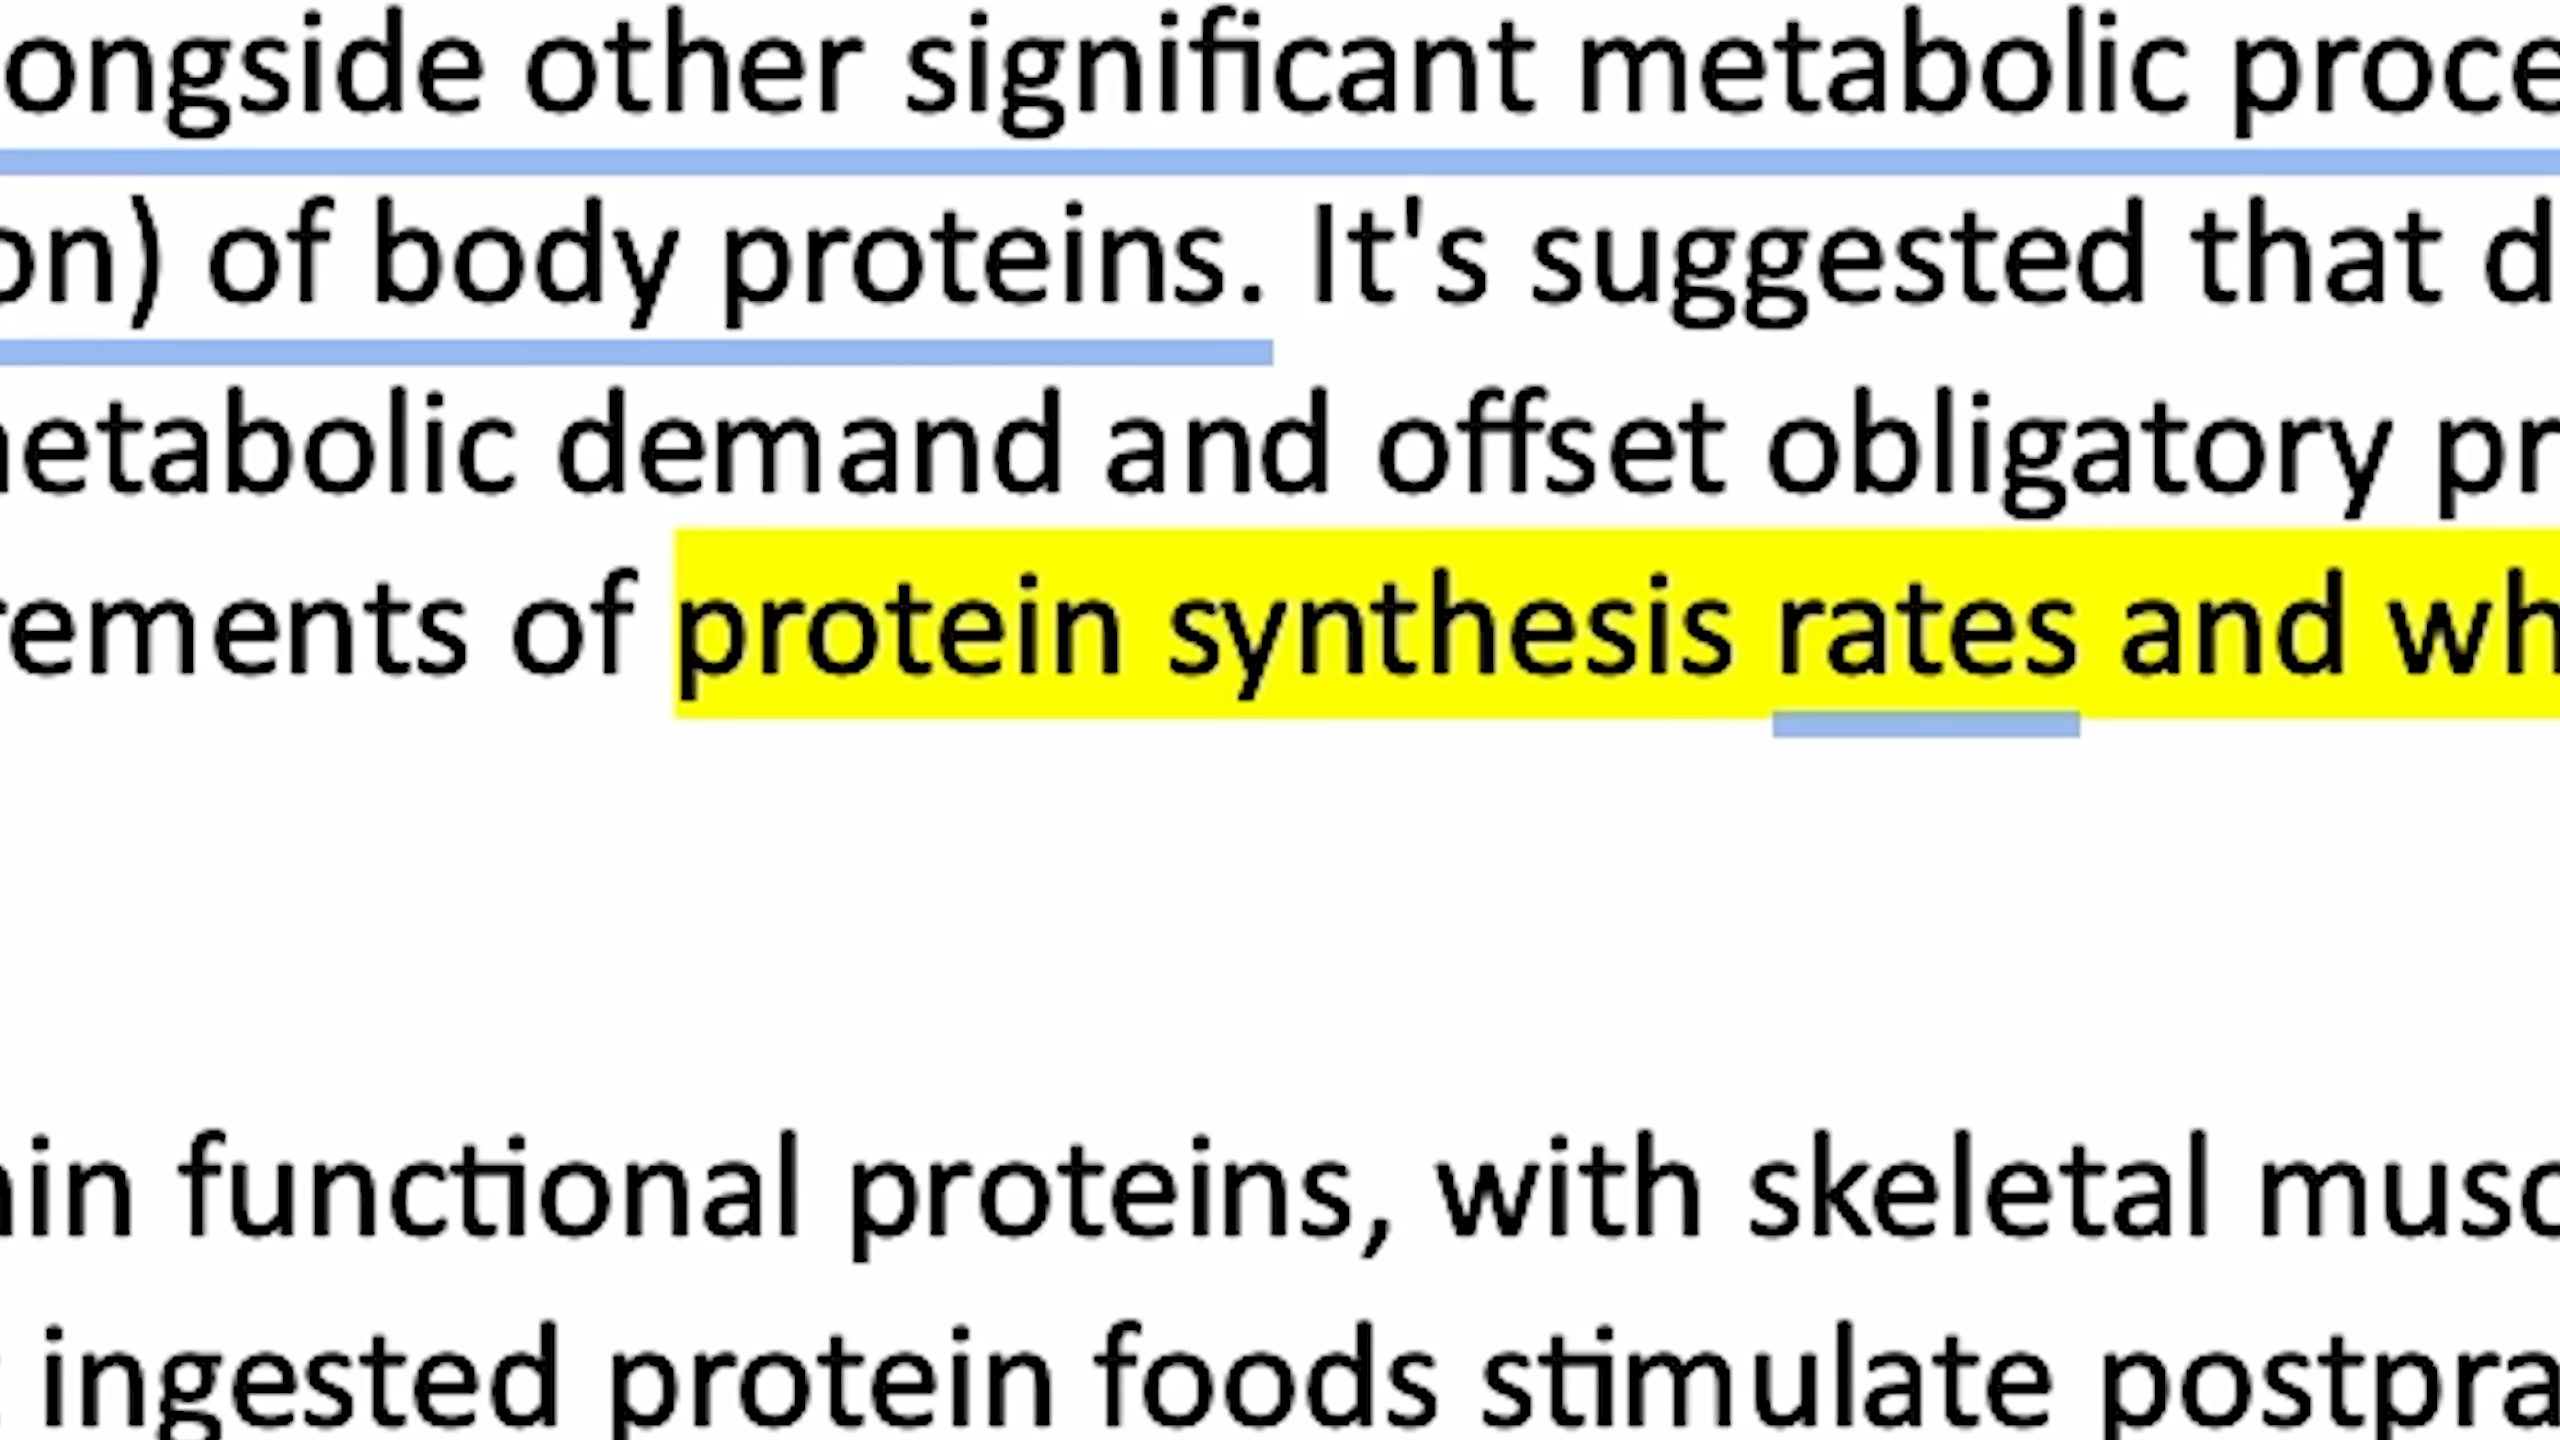 ongside other significant metabolic proce
on) of body proteins. It's suggested that d
etabolic demand and offset obligatory pr
rements of protein synthesis rates and wh
in functional proteins, with skeletal musc
ingested protein foods stimulate postpra